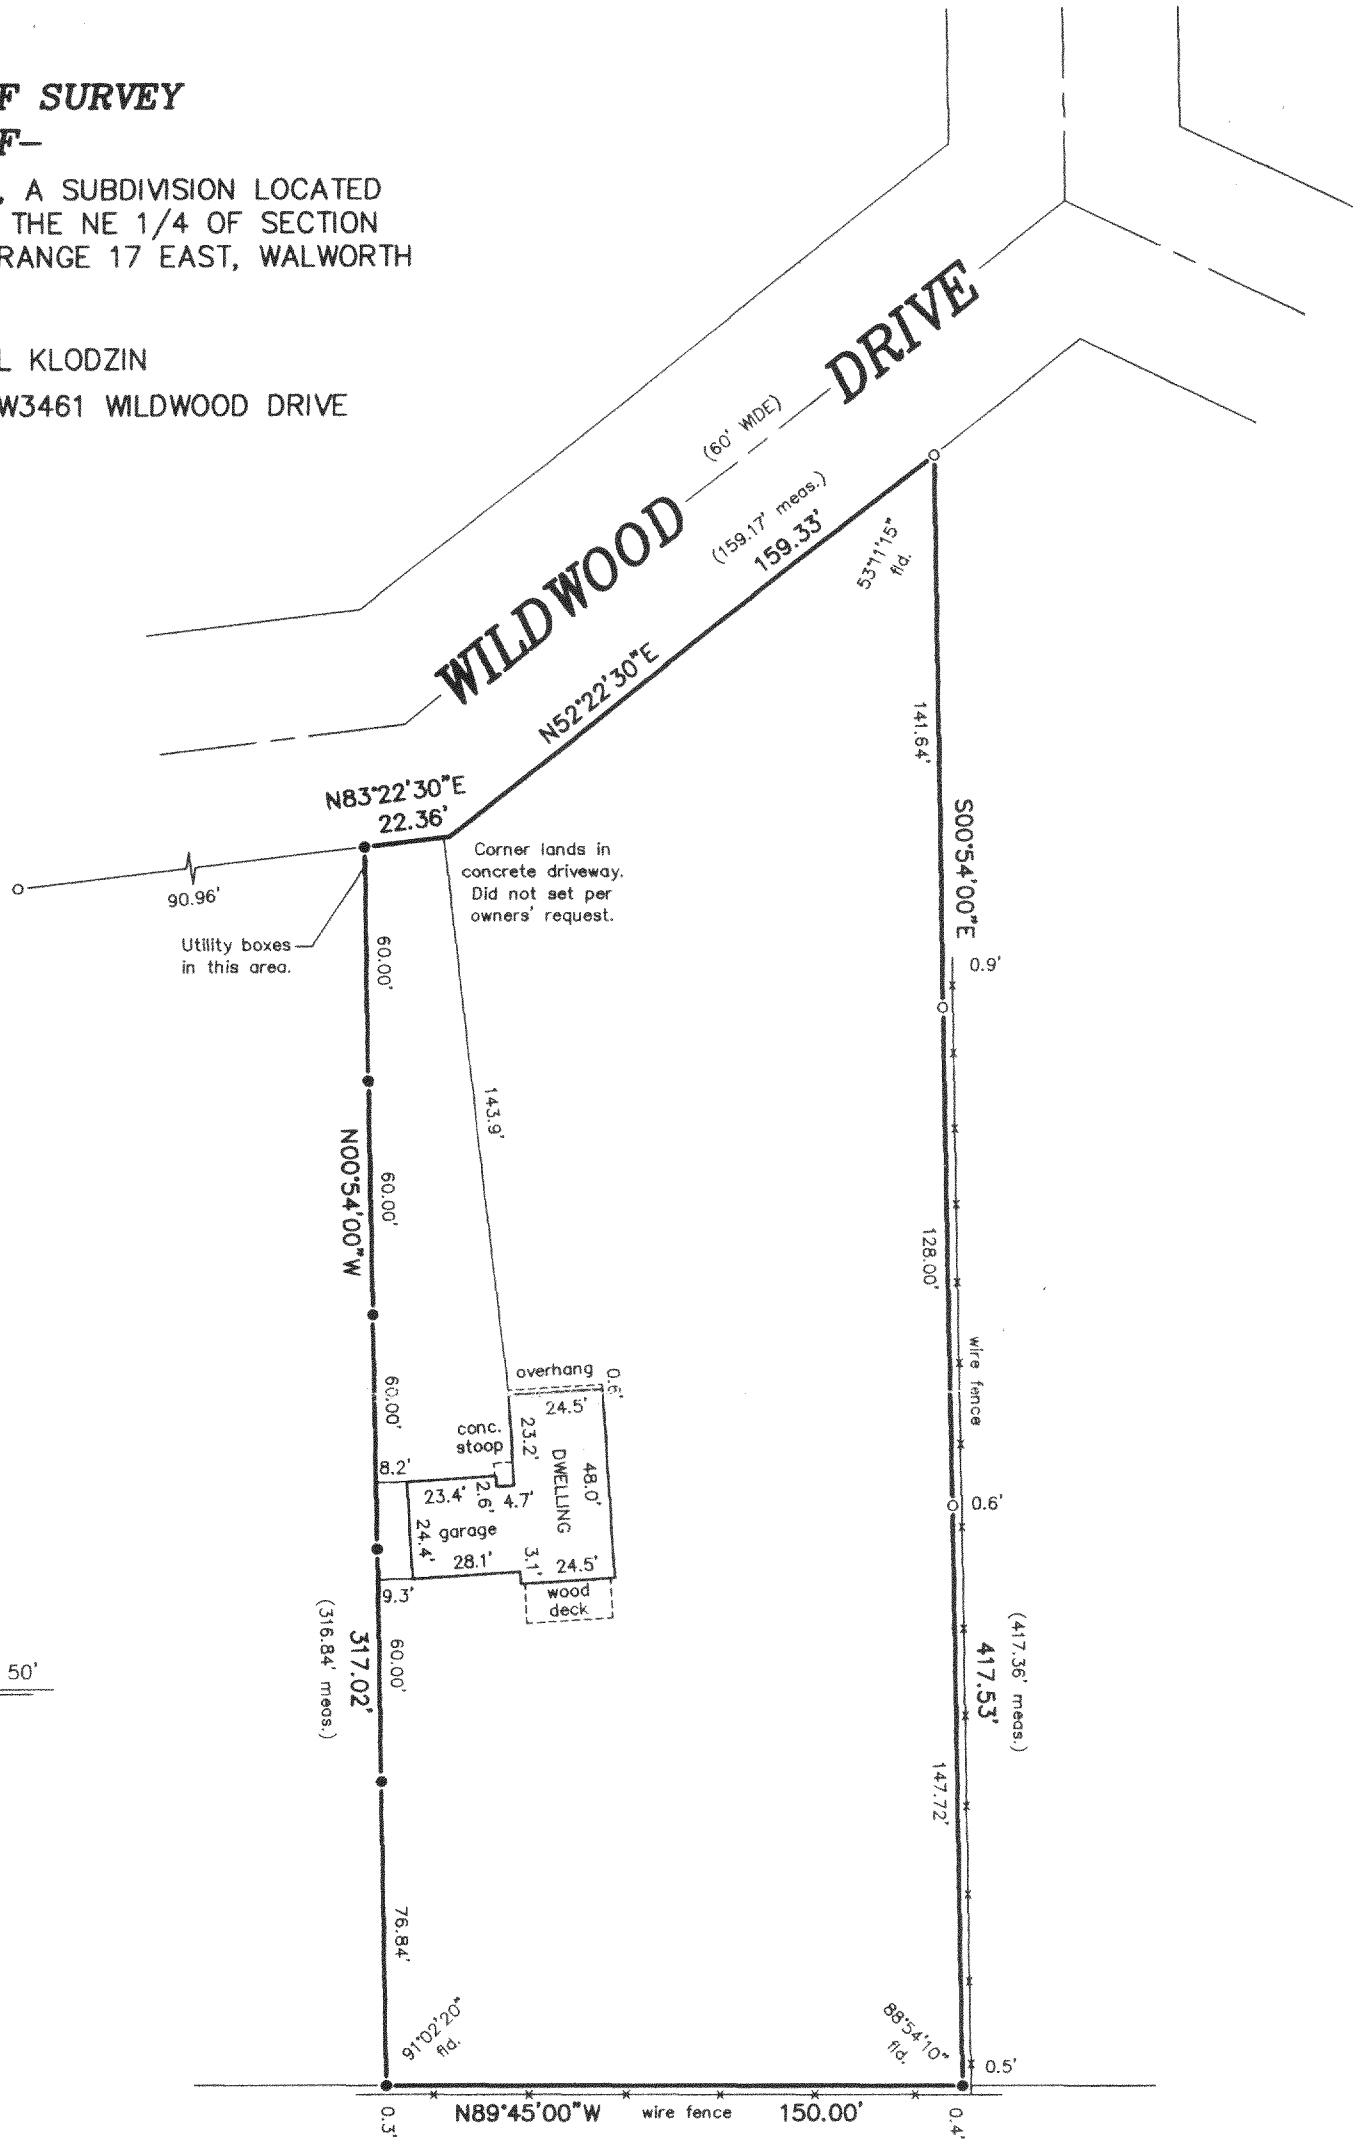 F SURVEY
F—
, A SUBDIVISION LOCATED
THE NE 1/4 OF SECTION
RANGE 17 EAST, WALWORTH
L KLODZIN
W3461 WILDWOOD DRIVE
WILDWOOD DRIVE
(60' WIDE)
(159.17' meas.)
159.33'
53°11'15"
fld.
N52°22'30"E
141.64'
N83°22'30"E
22.36'
S00°54'00"E
Corner lands in
concrete driveway.
Did not set per
owners' request.
90.96'
Utility boxes
in this area.
60.00'
0.9'
143.9'
N00°54'00"W
60.00'
128.00'
wire fence
overhang
0.6'
24.5'
60.00'
conc.
stoop
23.2'
DWELLING
48.0'
8.2'
23.4'
2.6'
4.7'
0.6'
24.4'
garage
28.1'
3.1'
24.5'
9.3'
wood
deck
(316.84' meas.)
317.02'
60.00'
50'
417.53'
(417.36' meas.)
147.72'
76.84'
91°02'20"
fld.
88°54'10"
fld.
0.5'
0.3'
N89°45'00"W
wire fence
150.00'
0.4'